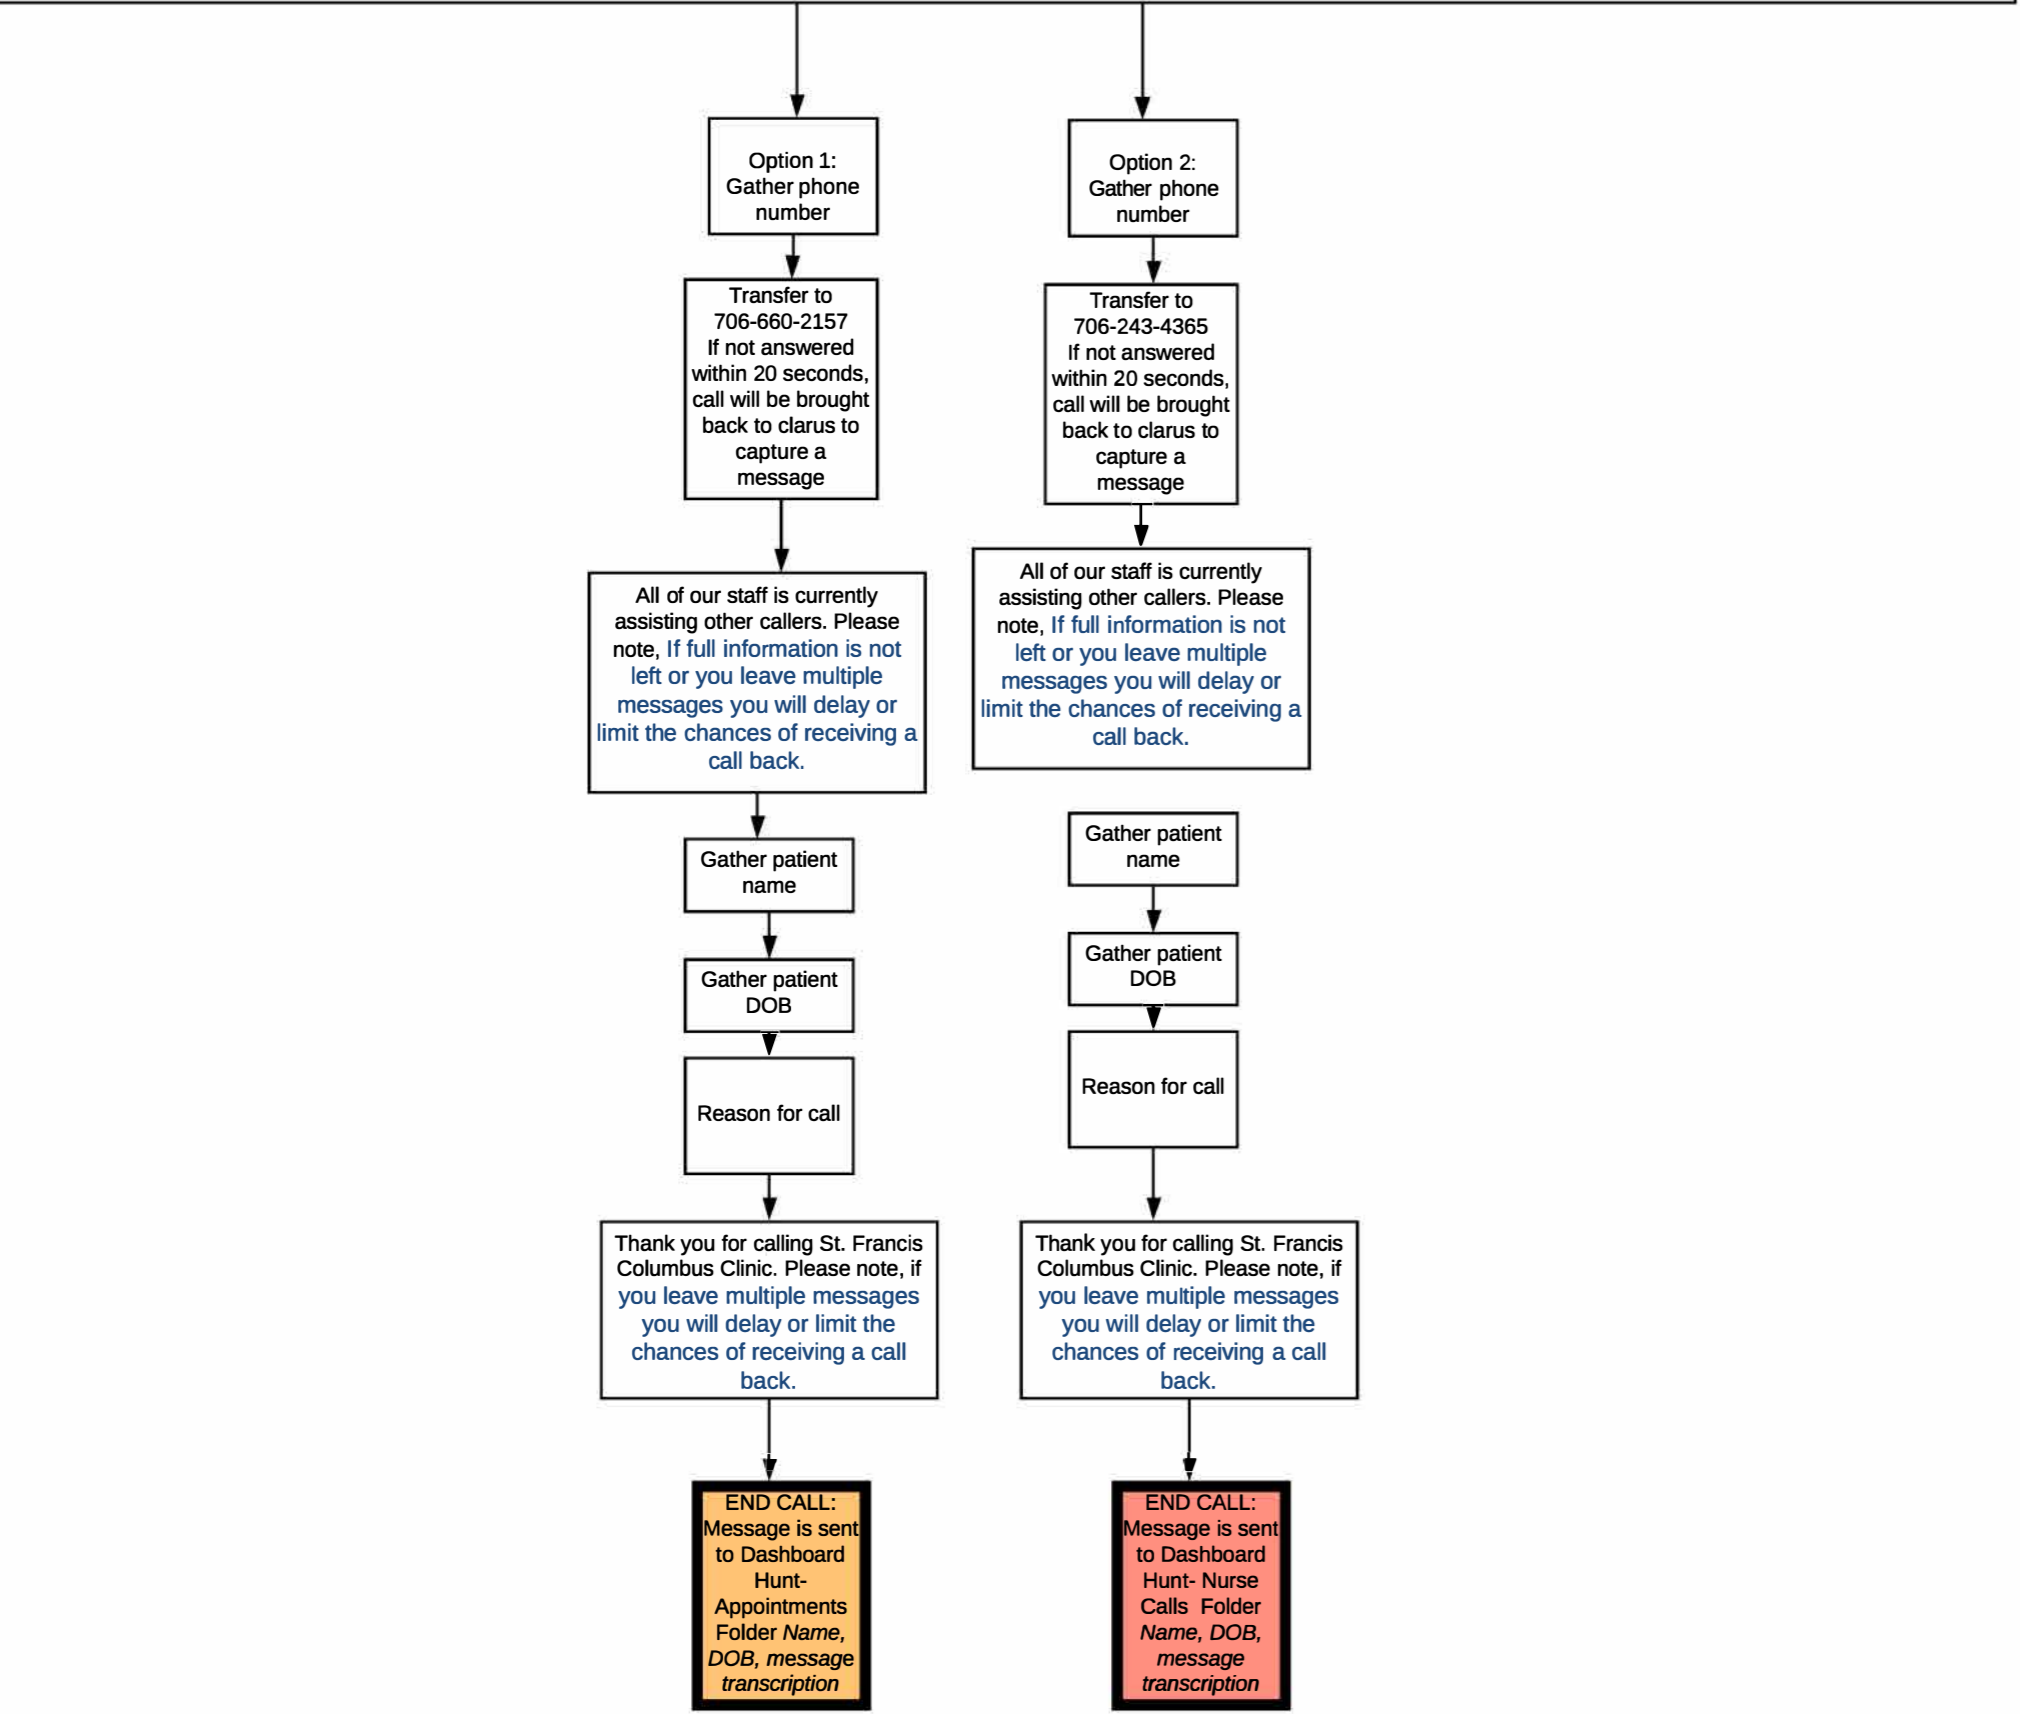 Option 1:
Gather phone
number
Transfer to
706-660-2157
If not answered
within 20 seconds,
call will be brought
back to clarus to
capture a
message
All of our staff is currently
assisting other callers. Please
note, If full information is not
left or you leave multiple
messages you will delay or
limit the chances of receiving a
call back.
Gather patient
name
Gather patient
DOB
Reason for call
Thank you for calling St. Francis
Columbus Clinic. Please note, if
you leave multiple messages
you will delay or limit the
chances of receiving a call
back.
END CALL:
Message is sent
to Dashboard
Hunt-
Appointments
Folder Name,
DOB, message
transcription
Option 2:
Gather phone
number
Transfer to
706-243-4365
If not answered
within 20 seconds,
call will be brought
back to clarus to
capture a
message
All of our staff is currently
assisting other callers. Please
note, If full information is not
left or you leave multiple
messages you will delay or
limit the chances of receiving a
call back.
Gather patient
name
Gather patient
DOB
Reason for call
Thank you for calling St. Francis
Columbus Clinic. Please note, if
you leave multiple messages
you will delay or limit the
chances of receiving a call
back.
END CALL:
Message is sent
to Dashboard
Hunt- Nurse
Calls  Folder
Name, DOB,
message
transcription